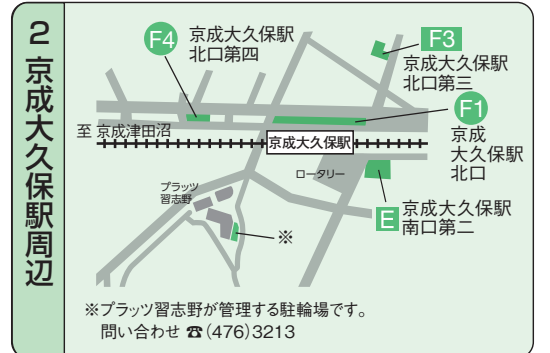 2 京成大久保駅周辺
F4
京成大久保駅
北口第四
F3
京成大久保駅
北口第三
F1
京成
大久保駅
北口
至 京成津田沼
京成大久保駅
ロータリー
プラッツ
習志野
E
京成大久保駅
南口第二
※
※プラッツ習志野が管理する駐輪場です。
問い合わせ ☎(476)3213